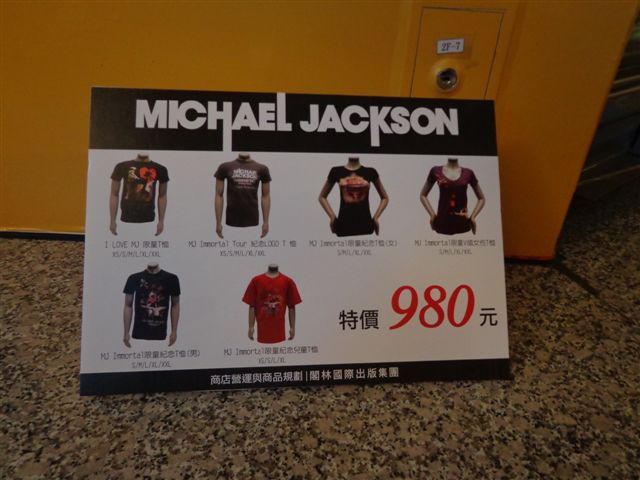 2F-7
MICHAEL JACKSON
I LOVE MJ 限量T恤
XS/S/M/L/XL/XXL
MJ Immortal Tour 紀念LOGO T 恤
XS/S/M/L/XL/XXL
MJ Immortal限量紀念T恤(女)
S/M/L/XL/XXL
MJ Immortal限量V領女性T恤
S/M/L/XL/XXL
MJ Immortal限量紀念T恤(男)
S/M/L/XL/XXL
MJ Immortal限量紀念兒童T恤
XS/S/L/XL
特價 980元
商店營運與商品規劃|閣林國際出版集團